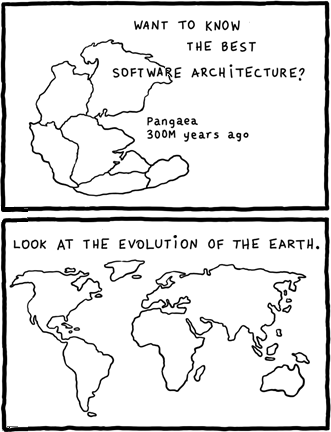 WANT TO KNOW
THE BEST
SOFTWARE ARCHiTECTURE?
Pangaea
300M years ago
LOOK AT THE EVOLUTiON OF THE EARTH.